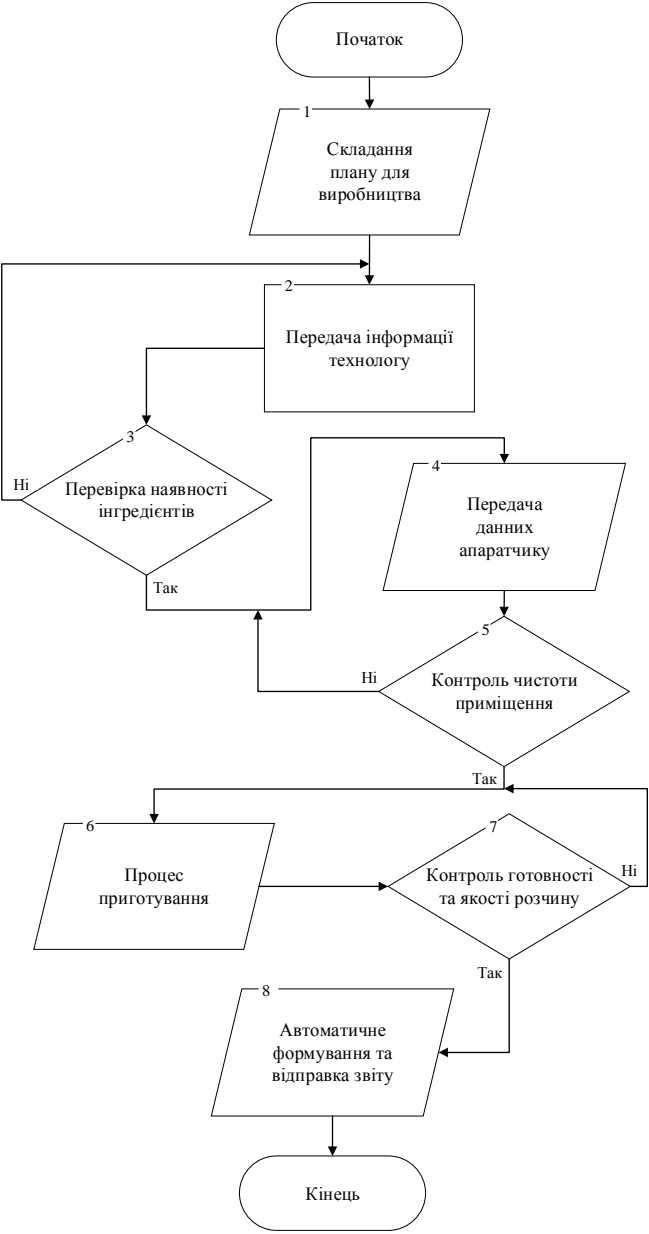 Початок
1
Складання
плану для
виробництва
2
Передача інформації
технологу
3
Ні
Перевірка наявності
інгредієнтів
Так
4
Передача
данних
апаратчику
5
Ні
Контроль чистоти
приміщення
Так
6
Процес
приготування
7
Контроль готовності
та якості розчину
Ні
Так
8
Автоматичне
формування та
відправка звіту
Кінець